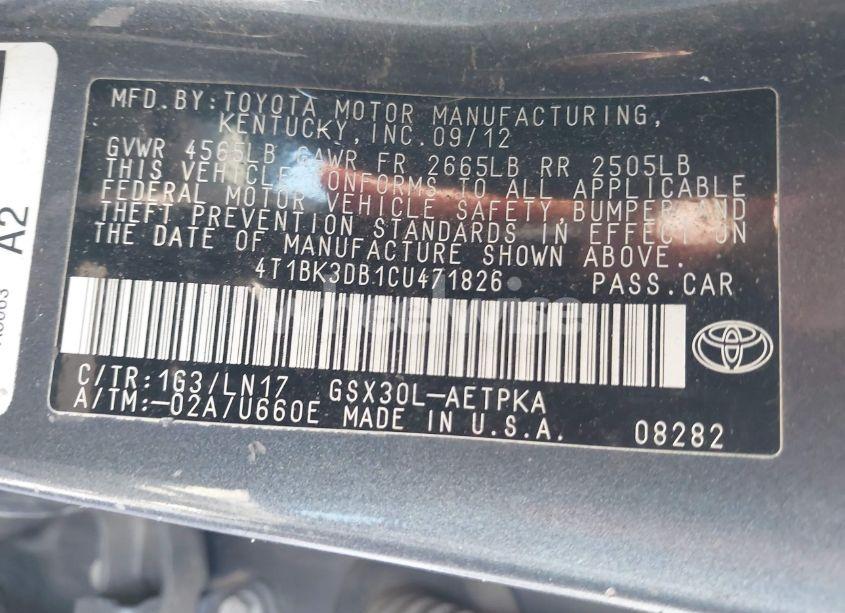 MFD.BY:TOYOTA MOTOR MANUFACTURING,
KENTUCKY, INC.09/12
GVWR 4565LB GAWR FR 2665LB RR 2505LB
THIS VEHICLE CONFORMS TO ALL APPLICABLE
FEDERAL MOTOR VEHICLE SAFETY, BUMPER AND
THEFT PREVENTION STANDARDS IN EFFECT ON
THE DATE OF MANUFACTURE SHOWN ABOVE.
4T1BK3DB1CU471826 PASS.CAR
wheelwise
C/TR:1G3/LN17 GSX30L-AETPKA
A/TM:-02A/U660E MADE IN U.S.A. 08282
A2